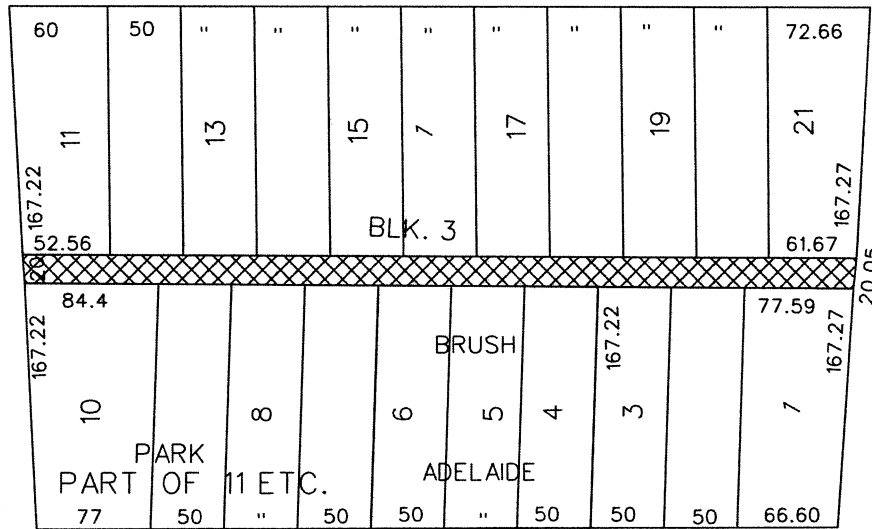 60 50 " " " " " " " " 72.66
11 13 15 1 17 19 21
167.22 167.27
BLK. 3
52.56 61.67
20 20.05
84.4 77.59
167.22 167.22 167.27
BRUSH
10 8 6 5 4 3 1
PARK
ADELAIDE
PART OF 11 ETC.
77 50 " 50 50 " 50 50 50 66.60